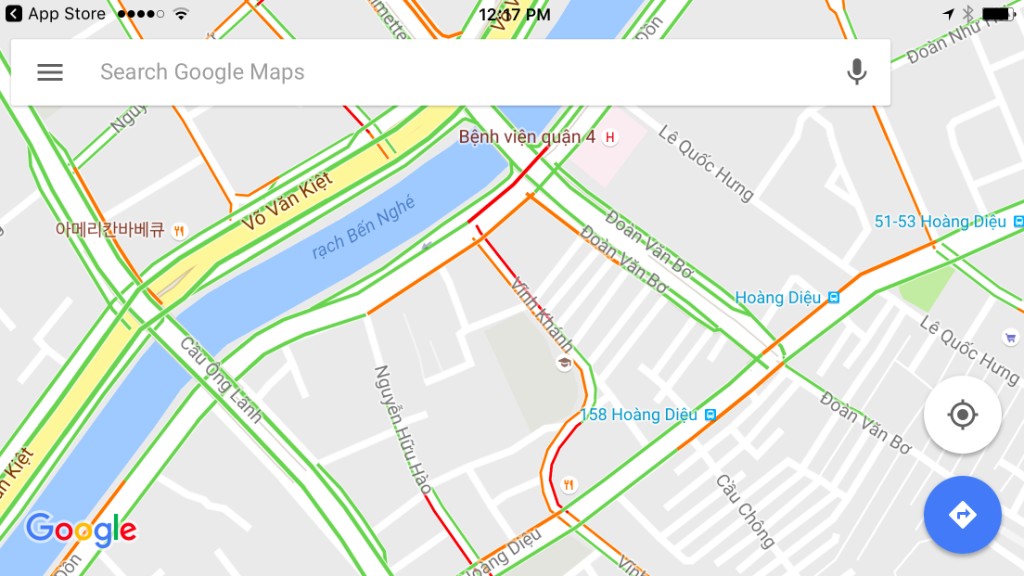 App Store
12:17 PM
Search Google Maps
Đoàn Như
Bệnh viện quận 4 H
Lê Quốc Hưng
Võ Văn Kiệt
아메리칸바베큐
rạch Bến Nghé
51-53 Hoàng Diệu
Đoàn Văn Bơ
Đoàn Văn Bơ
Hoàng Diệu
Vĩnh Khánh
Lê Quốc Hưng
Cầu Ông Lãnh
Nguyễn Hữu Hào
158 Hoàng Diệu
Đoàn Văn Bơ
Kiệt
Cầu Chông
Google
Hoàng Diệu